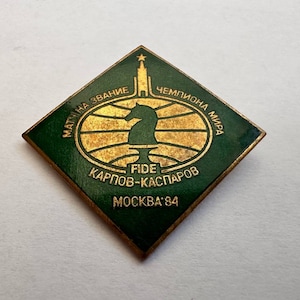 МАТЧ НА ЗВАНИЕ ЧЕМПИОНА МИРА
FIDE
КАРПОВ-КАСПАРОВ
МОСКВА'84